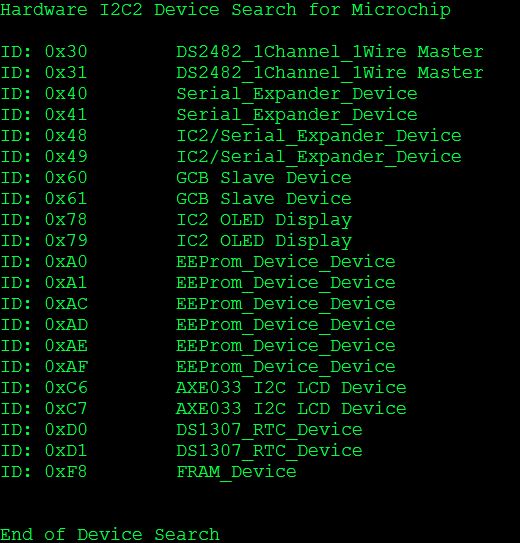 Hardware I2C2 Device Search for Microchip
ID: 0x30 DS2482_1Channel_1Wire Master
ID: 0x31 DS2482_1Channel_1Wire Master
ID: 0x40 Serial_Expander_Device
ID: 0x41 Serial_Expander_Device
ID: 0x48 IC2/Serial_Expander_Device
ID: 0x49 IC2/Serial_Expander_Device
ID: 0x60 GCB Slave Device
ID: 0x61 GCB Slave Device
ID: 0x78 IC2 OLED Display
ID: 0x79 IC2 OLED Display
ID: 0xA0 EEProm_Device_Device
ID: 0xA1 EEProm_Device_Device
ID: 0xAC EEProm_Device_Device
ID: 0xAD EEProm_Device_Device
ID: 0xAE EEProm_Device_Device
ID: 0xAF EEProm_Device_Device
ID: 0xC6 AXE033 I2C LCD Device
ID: 0xC7 AXE033 I2C LCD Device
ID: 0xD0 DS1307_RTC_Device
ID: 0xD1 DS1307_RTC_Device
ID: 0xF8 FRAM_Device
End of Device Search